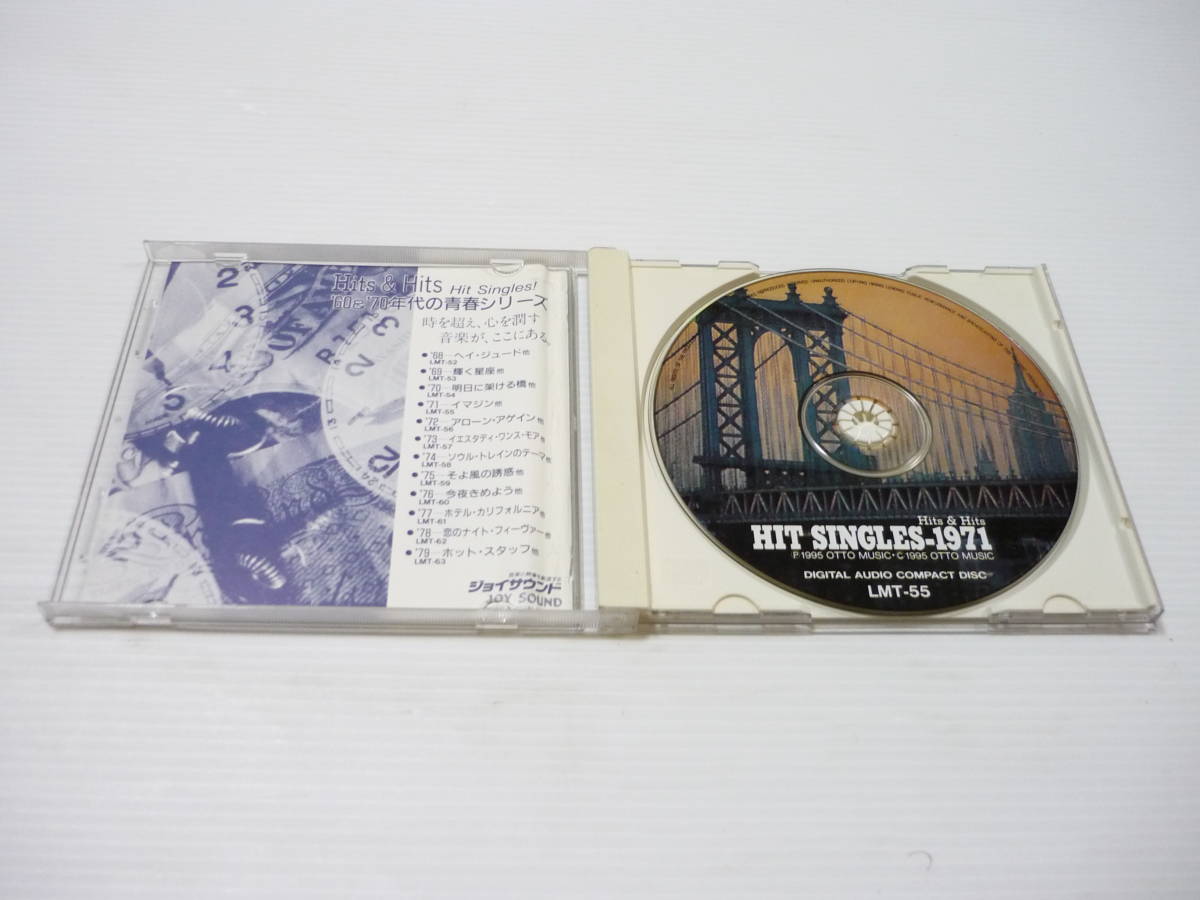 Hits & Hits Hit Singles!
'60&'70年代の青春シリーズ
時を超え、心を潤す
音楽が、ここにある。
●'68—ヘイ・ジュード他
LMT-52
●'69—輝く星座他
LMT-53
●'70—明日に架ける橋他
LMT-54
●'71—イマジン他
LMT-55
●'72—アローン・アゲイン他
LMT-56
●'73—イエスタデイ・ワンス・モア他
LMT-57
●'74—ソウル・トレインのテーマ他
LMT-58
●'75—そよ風の誘惑他
LMT-59
●'76—今夜きめよう他
LMT-60
●'77—ホテル・カリフォルニア他
LMT-61
●'78—恋のナイト・フィーヴァー他
LMT-62
●'79—ホット・スタッフ他
LMT-63
ジョイサウンド
JOY SOUND
Hits & Hits
HIT SINGLES-1971
Ⓟ1995 OTTO MUSIC・©1995 OTTO MUSIC
DIGITAL AUDIO COMPACT DISC
LMT-55